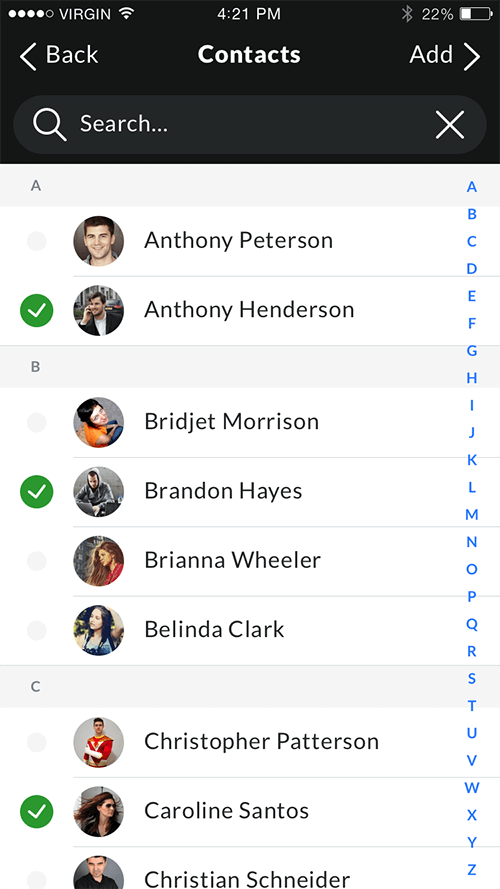 VIRGIN 4:21 PM 22%
Back Contacts Add
Search...
A
Anthony Peterson
Anthony Henderson
B
Bridjet Morrison
Brandon Hayes
Brianna Wheeler
Belinda Clark
C
Christopher Patterson
Caroline Santos
Christian Schneider
A
B
C
D
E
F
G
H
I
J
K
L
M
N
O
P
Q
R
S
T
U
V
W
X
Y
Z